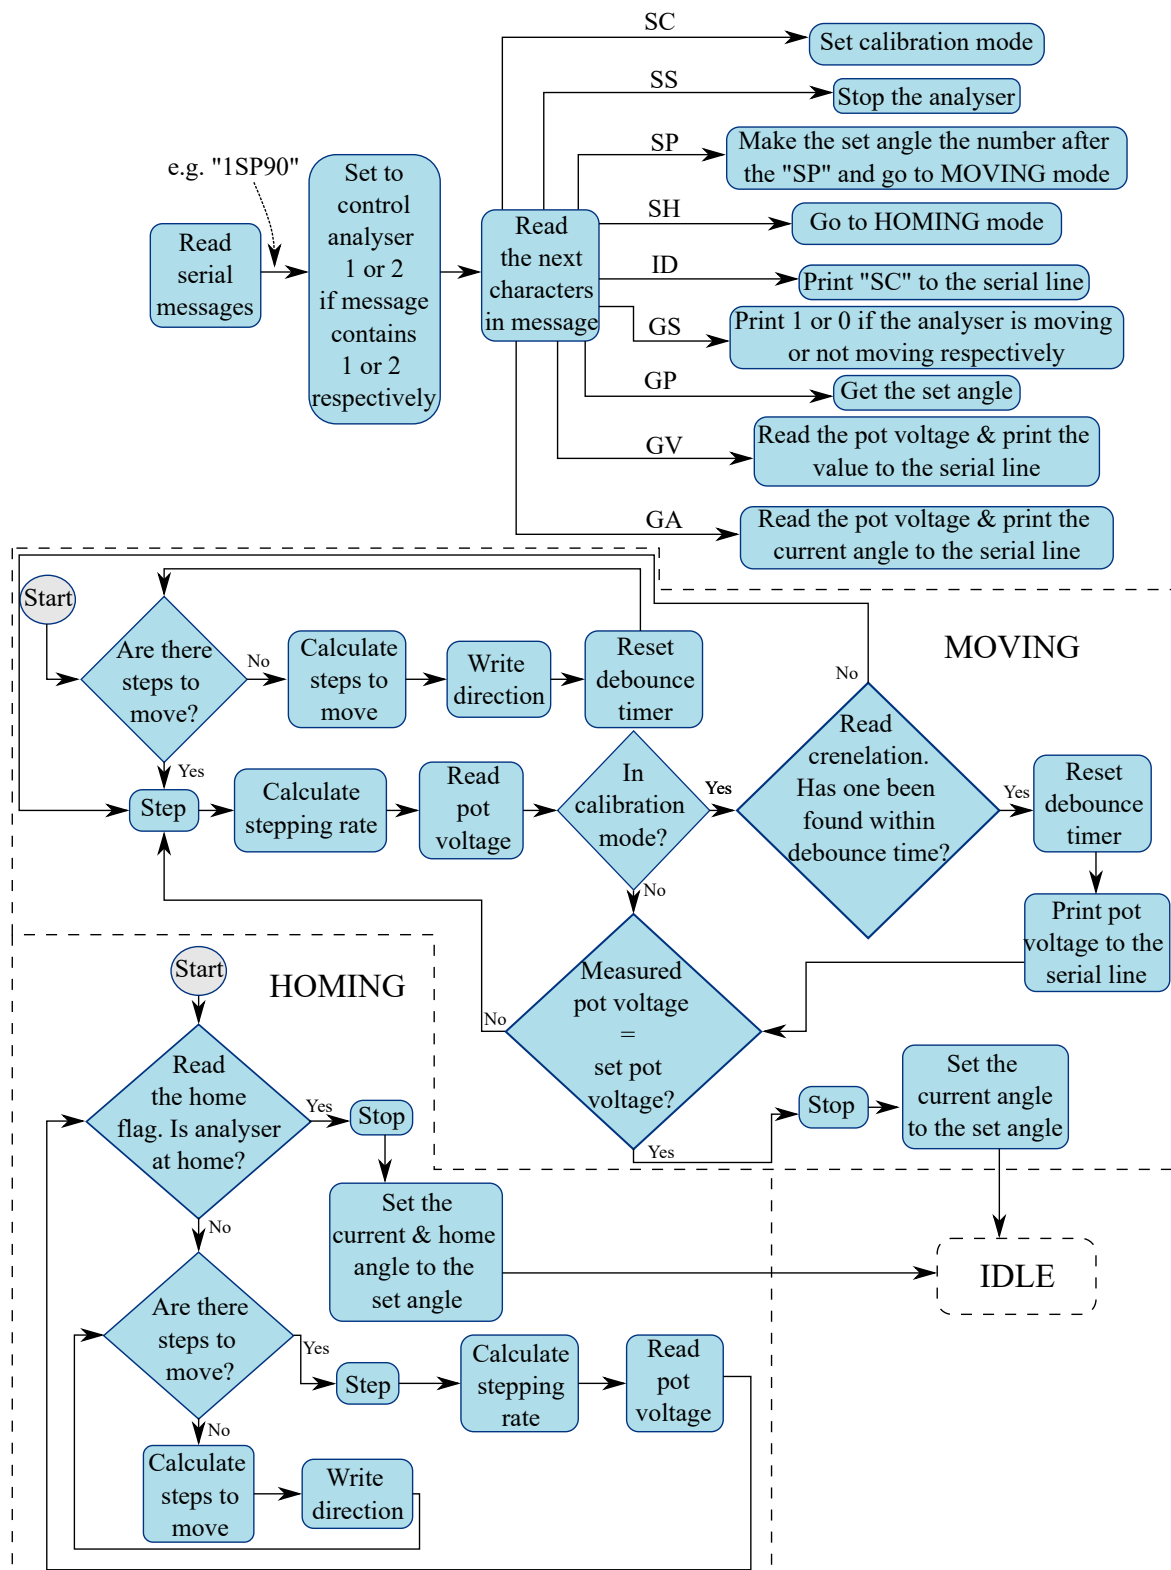 SC
Set calibration mode
SS
Stop the analyser
SP
Make the set angle the number after
the "SP" and go to MOVING mode
e.g. "1SP90"
Read
serial
messages
Set to
control
analyser
1 or 2
if message
contains
1 or 2
respectively
Read
the next
characters
in message
SH
Go to HOMING mode
ID
Print "SC" to the serial line
GS
Print 1 or 0 if the analyser is moving
or not moving respectively
GP
Get the set angle
GV
Read the pot voltage & print the
value to the serial line
GA
Read the pot voltage & print the
current angle to the serial line
MOVING
Start
Are there
steps to
move?
No
Calculate
steps to
move
Write
direction
Reset
debounce
timer
Yes
Step
Calculate
stepping rate
Read
pot
voltage
In
calibration
mode?
Yes
No
Read
crenelation.
Has one been
found within
debounce time?
No
Yes
Reset
debounce
timer
Print pot
voltage to the
serial line
Measured
pot voltage
=
set pot
voltage?
No
Yes
Stop
Set the
current angle
to the set angle
IDLE
HOMING
Start
Read
the home
flag. Is analyser
at home?
Yes
Stop
Set the
current & home
angle to the
set angle
No
Are there
steps to
move?
Yes
Step
Calculate
stepping
rate
Read
pot
voltage
No
Calculate
steps to
move
Write
direction